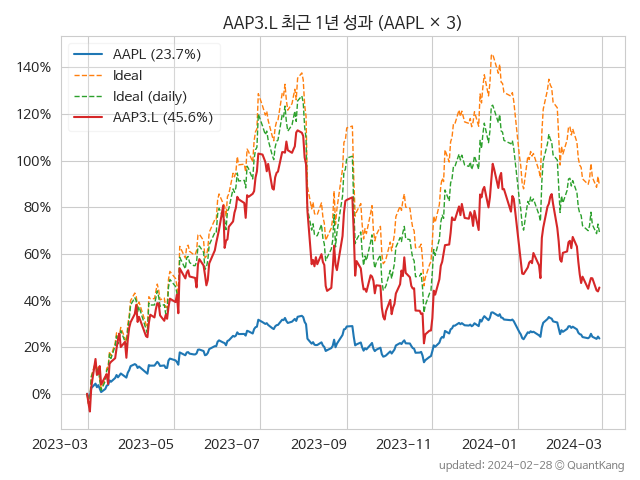 AAP3.L 최근 1년 성과 (AAPL × 3)
AAPL (23.7%)
Ideal
Ideal (daily)
AAP3.L (45.6%)
140%
120%
100%
80%
60%
40%
20%
0%
2023-03
2023-05
2023-07
2023-09
2023-11
2024-01
2024-03
updated: 2024-02-28 © QuantKang